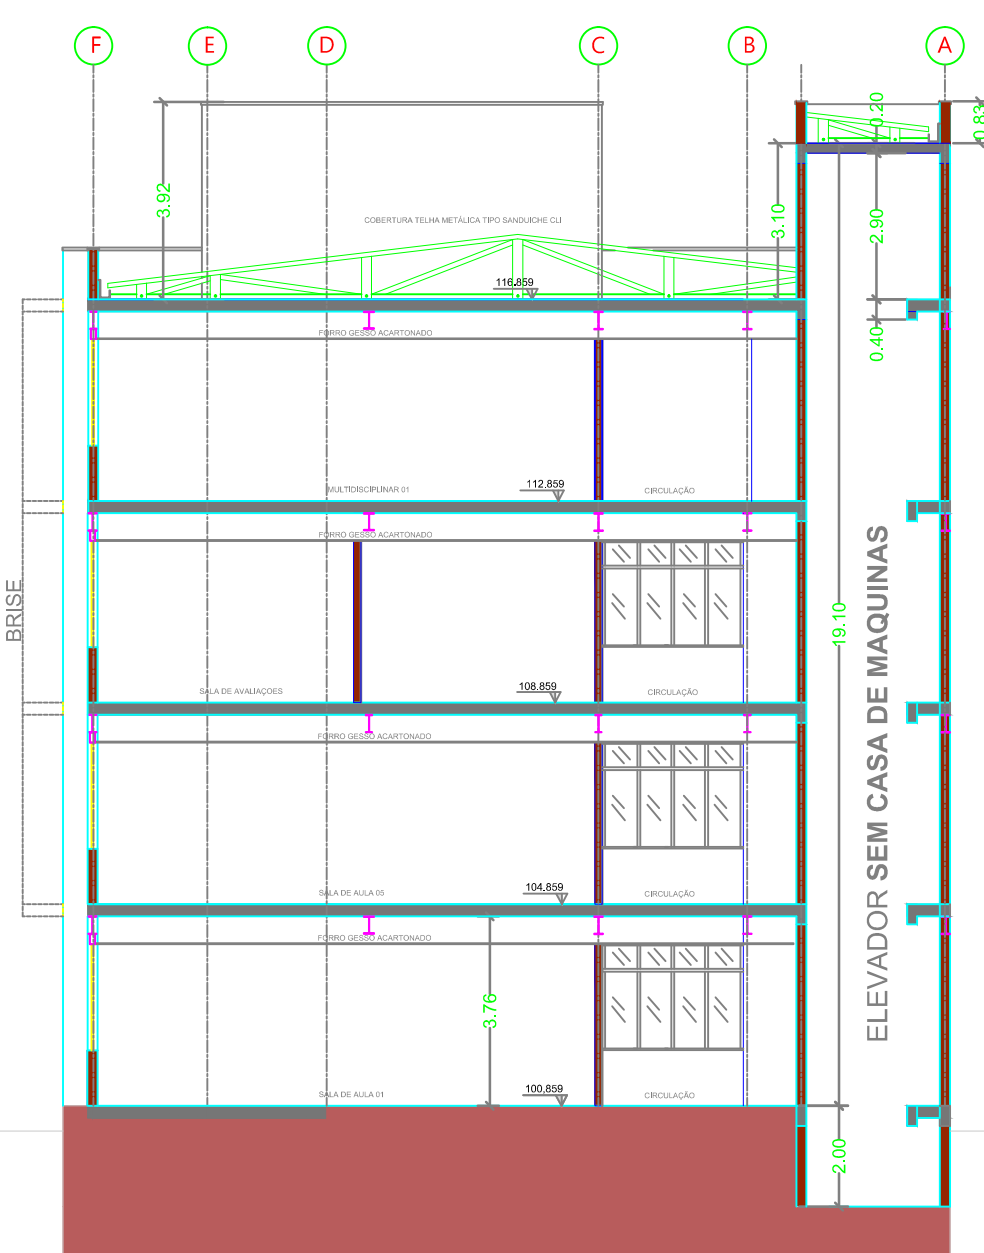 F E D C B A
0.20
0.83
3.92
3.10
2.90
COBERTURA TELHA METÁLICA TIPO SANDUICHE CLI
116.859
FORRO GESSO ACARTONADO
0.40
MULTIDISCIPLINAR 01
112.859
CIRCULAÇÃO
FORRO GESSO ACARTONADO
BRISE
19.10
ELEVADOR SEM CASA DE MAQUINAS
SALA DE AVALIAÇOES
108.859
CIRCULAÇÃO
FORRO GESSO ACARTONADO
SALA DE AULA 05
104.859
CIRCULAÇÃO
FORRO GESSO ACARTONADO
3.76
SALA DE AULA 01
100.859
CIRCULAÇÃO
2.00